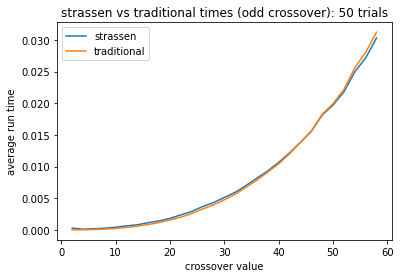 strassen vs traditional times (odd crossover): 50 trials
strassen
traditional
average run time
0.030
0.025
0.020
0.015
0.010
0.005
0.000
0 10 20 30 40 50 60
crossover value